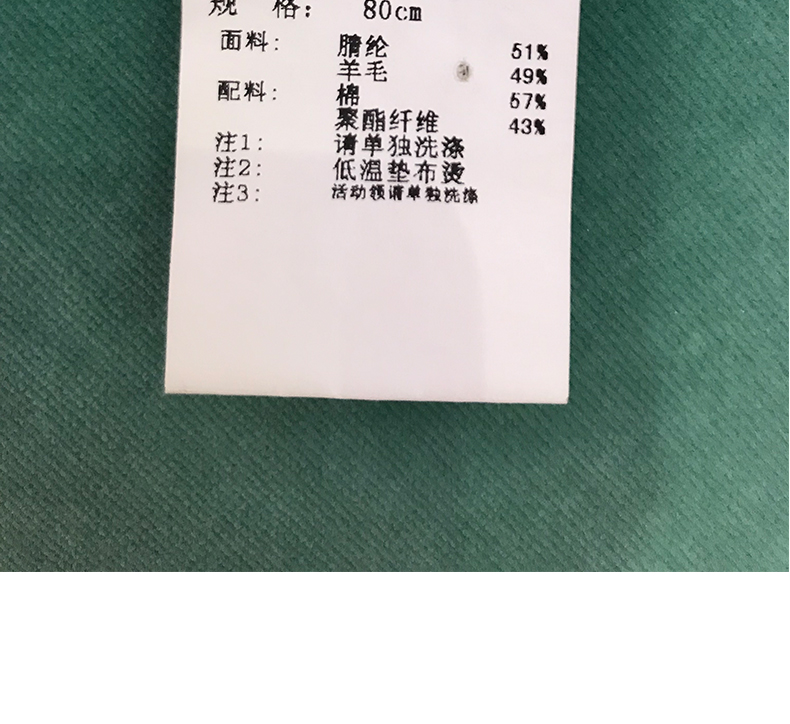 规 格： 80cm
面料： 腈纶 51%
羊毛 49%
配料： 棉 57%
聚酯纤维 43%
注1： 请单独洗涤
注2： 低温垫布烫
注3： 活动领请单独洗涤